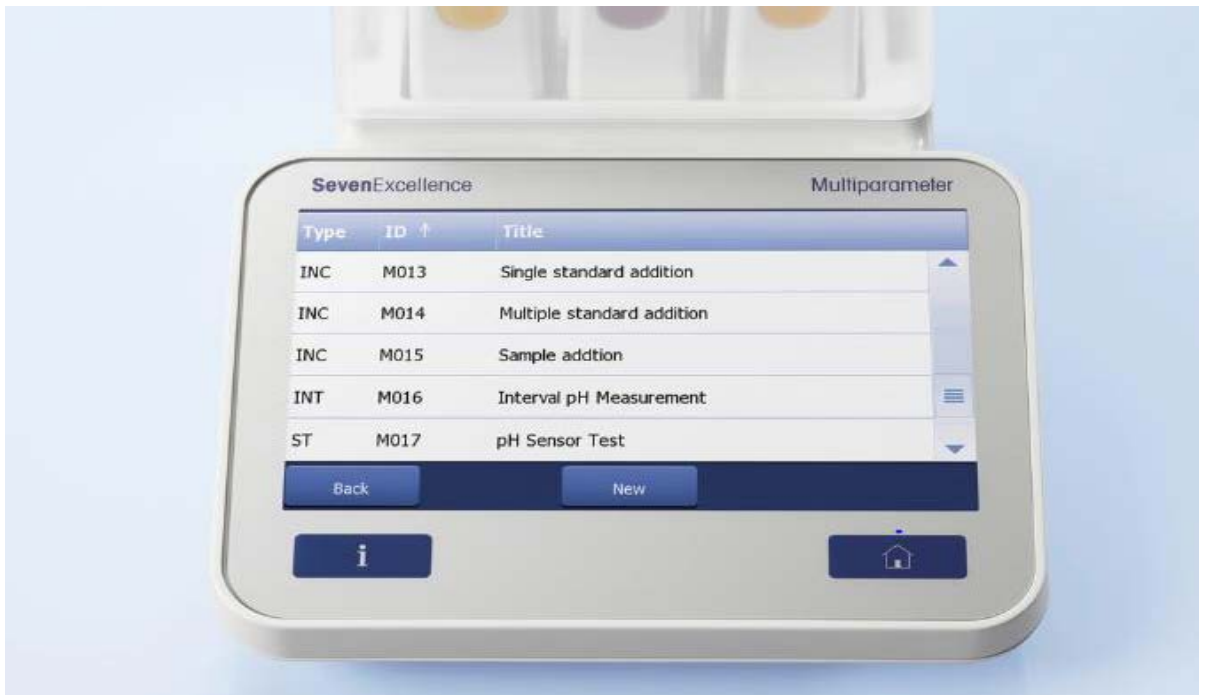 SevenExcellence Multiparameter
Type ID ↑ Title
INC M013 Single standard addition
INC M014 Multiple standard addition
INC M015 Sample addtion
INT M016 Interval pH Measurement
ST M017 pH Sensor Test
Back New
i